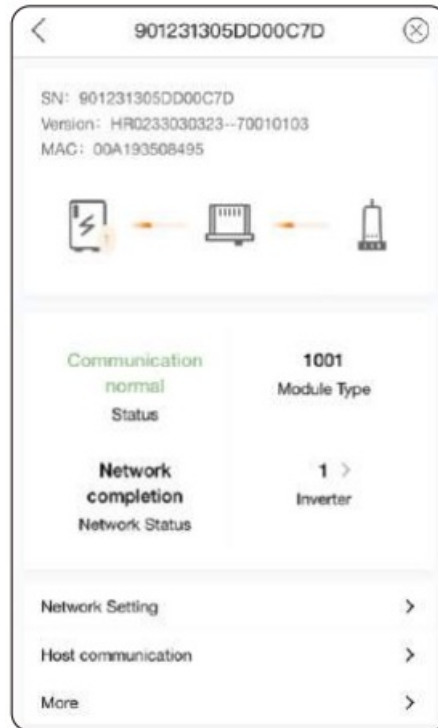 901231305DD00C7D
SN: 901231305DD00C7D
Version: HR0233030323--70010103
MAC: 00A193508495
Communication
normal
Status
1001
Module Type
Network
completion
Network Status
1
Inverter
Network Setting
Host communication
More